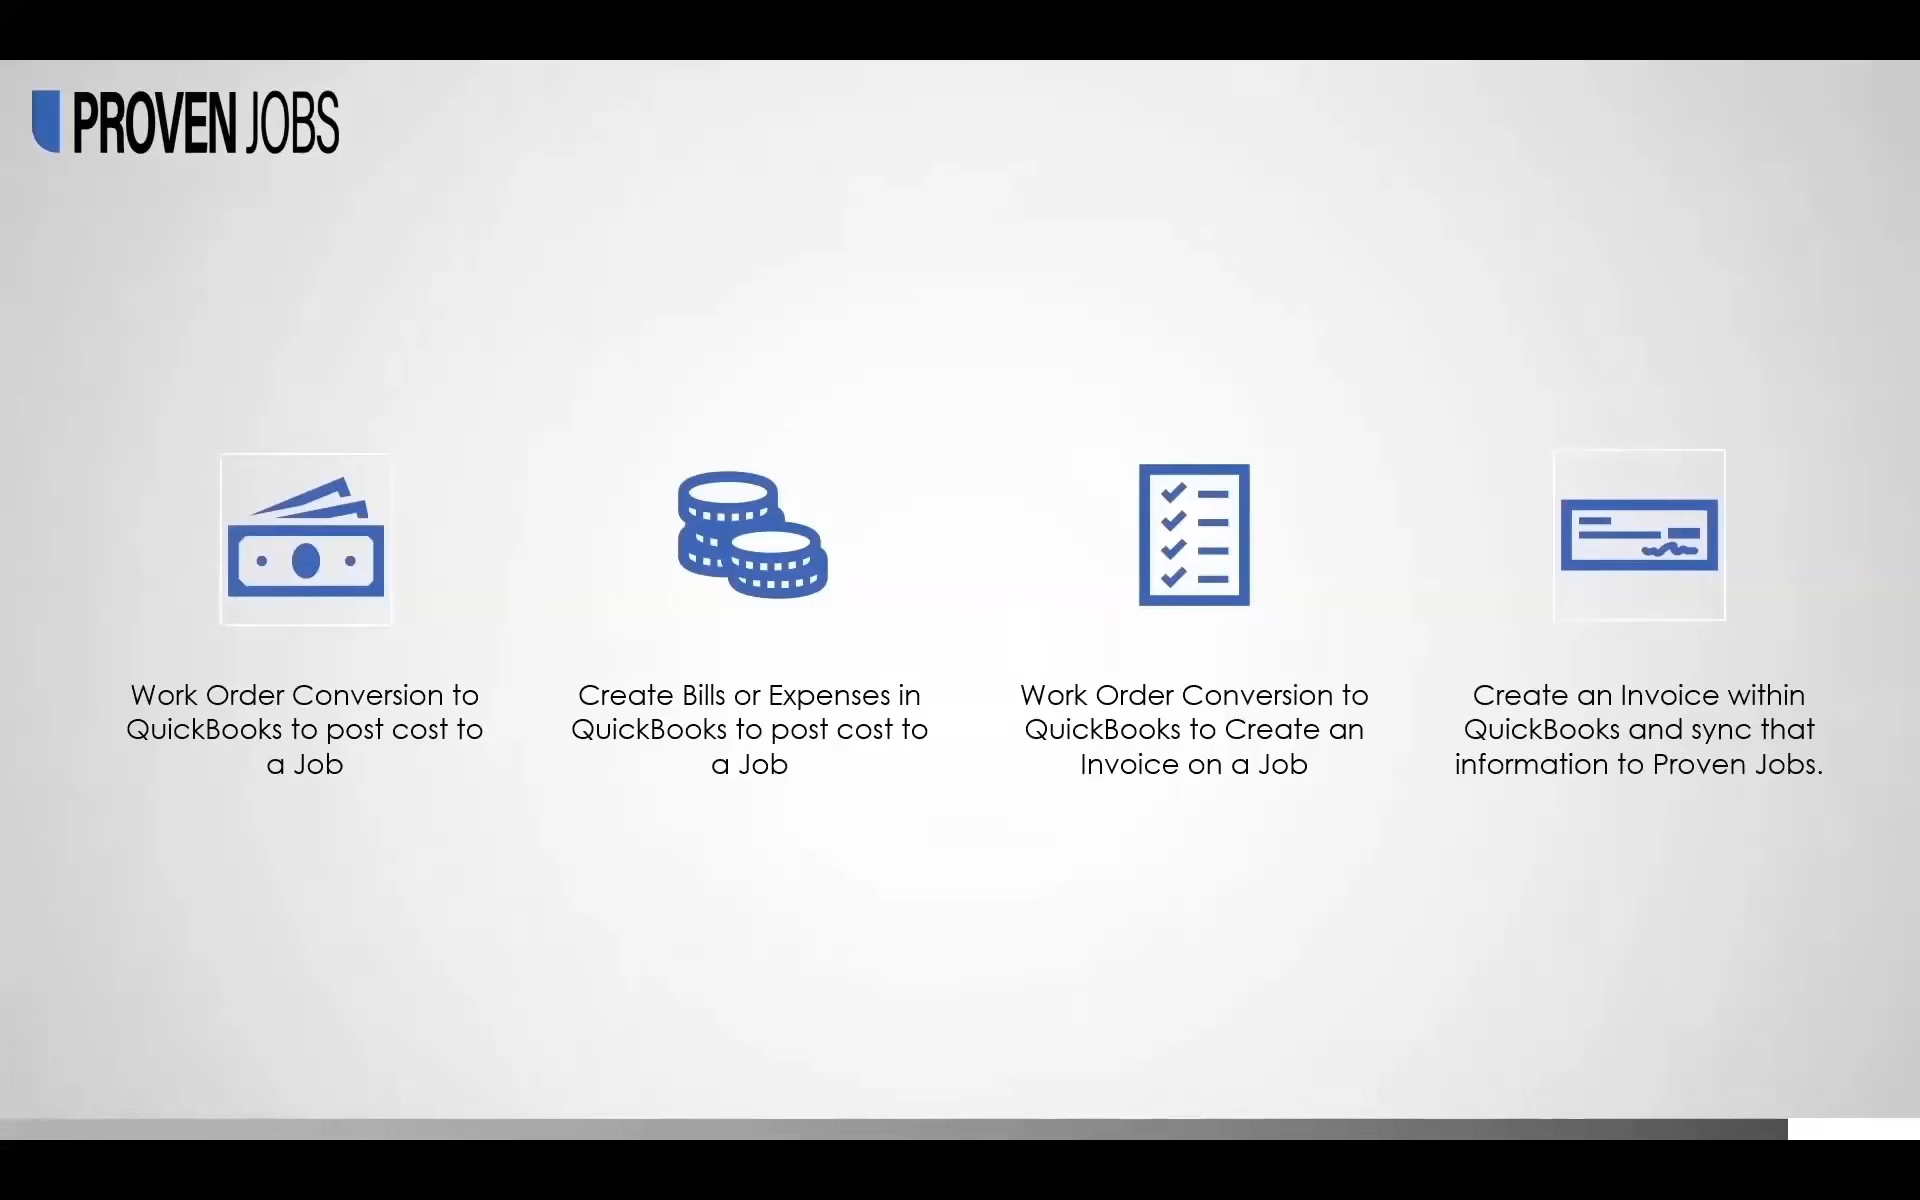 PROVEN JOBS
Work Order Conversion to
QuickBooks to post cost to
a Job
Create Bills or Expenses in
QuickBooks to post cost to
a Job
Work Order Conversion to
QuickBooks to Create an
Invoice on a Job
Create an Invoice within
QuickBooks and sync that
information to Proven Jobs.